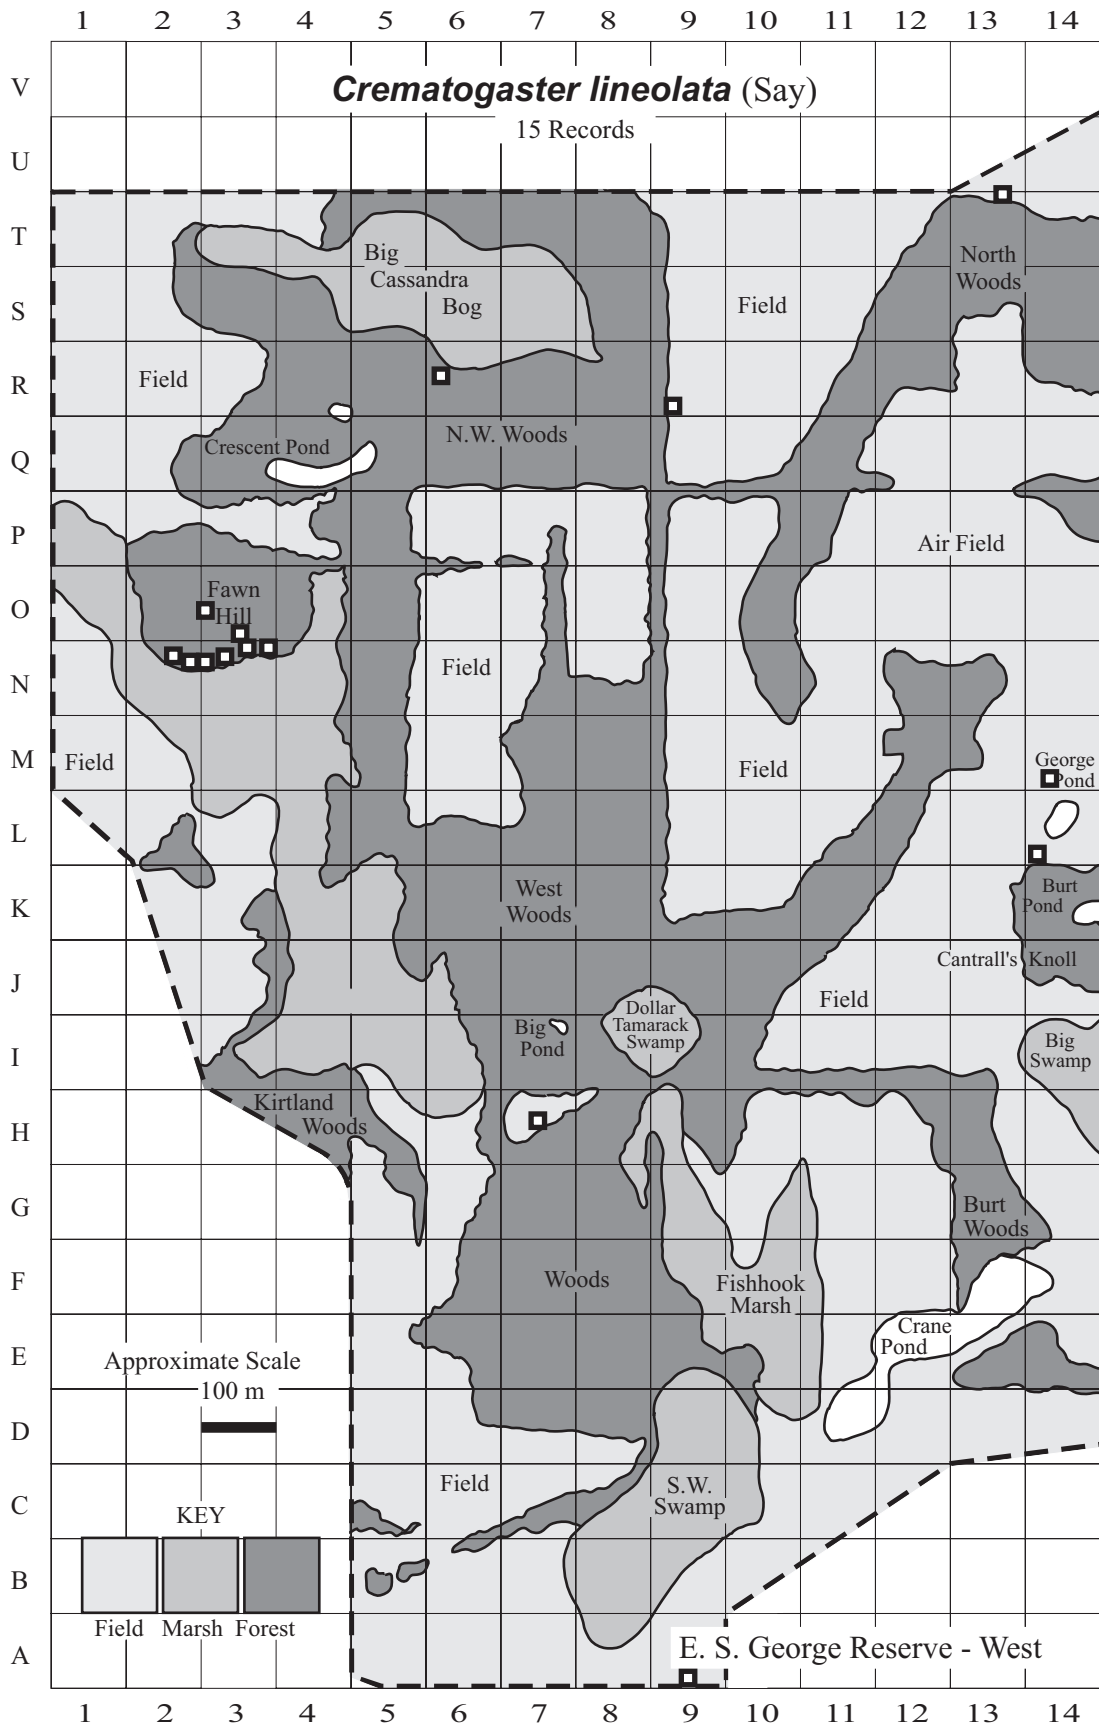 1 2 3 4 5 6 7 8 9 10 11 12 13 14
V
Crematogaster lineolata (Say)
15 Records
U
T
Big
Cassandra
Bog
North
Woods
S
Field
R
Field
N.W. Woods
Q
Crescent Pond
P
Air Field
O
Fawn
Hill
N
Field
M
Field
Field
George
Pond
L
K
West
Woods
Burt
Pond
J
Cantrall's Knoll
Field
I
Big
Pond
Dollar
Tamarack
Swamp
Big
Swamp
H
Kirtland
Woods
G
Burt
Woods
F
Woods
Fishhook
Marsh
E
Crane
Pond
Approximate Scale
100 m
D
C
Field
S.W.
Swamp
KEY
B
Field Marsh Forest
A
E. S. George Reserve - West
1 2 3 4 5 6 7 8 9 10 11 12 13 14